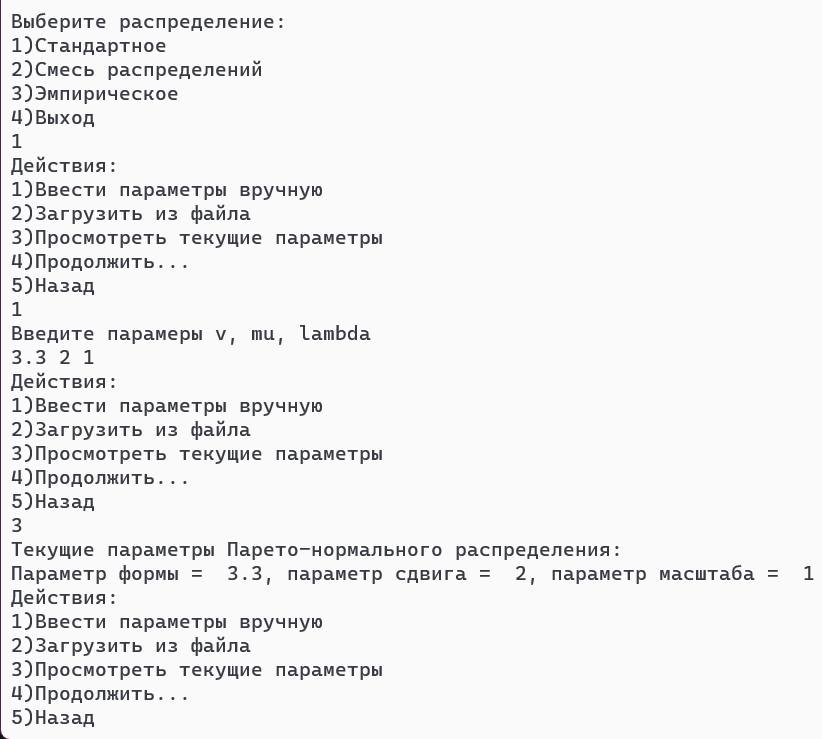 Выберите распределение:
1)Стандартное
2)Смесь распределений
3)Эмпирическое
4)Выход
1
Действия:
1)Ввести параметры вручную
2)Загрузить из файла
3)Просмотреть текущие параметры
4)Продолжить...
5)Назад
1
Введите парамеры v, mu, lambda
3.3 2 1
Действия:
1)Ввести параметры вручную
2)Загрузить из файла
3)Просмотреть текущие параметры
4)Продолжить...
5)Назад
3
Текущие параметры Парето-нормального распределения:
Параметр формы =  3.3, параметр сдвига =  2, параметр масштаба =  1
Действия:
1)Ввести параметры вручную
2)Загрузить из файла
3)Просмотреть текущие параметры
4)Продолжить...
5)Назад